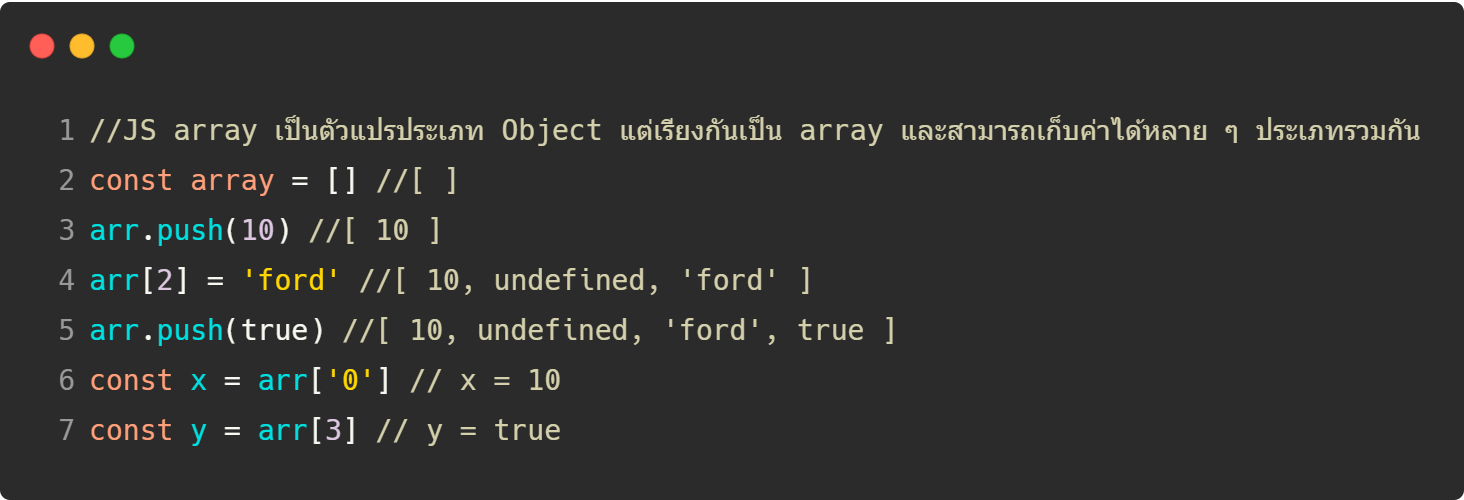 1 //JS array เป็นตัวแปรประเภท Object แต่เรียงกันเป็น array และสามารถเก็บค่าได้หลาย ๆ ประเภทรวมกัน
2 const array = [] //[ ]
3 arr.push(10) //[ 10 ]
4 arr[2] = 'ford' //[ 10, undefined, 'ford' ]
5 arr.push(true) //[ 10, undefined, 'ford', true ]
6 const x = arr['0'] // x = 10
7 const y = arr[3] // y = true